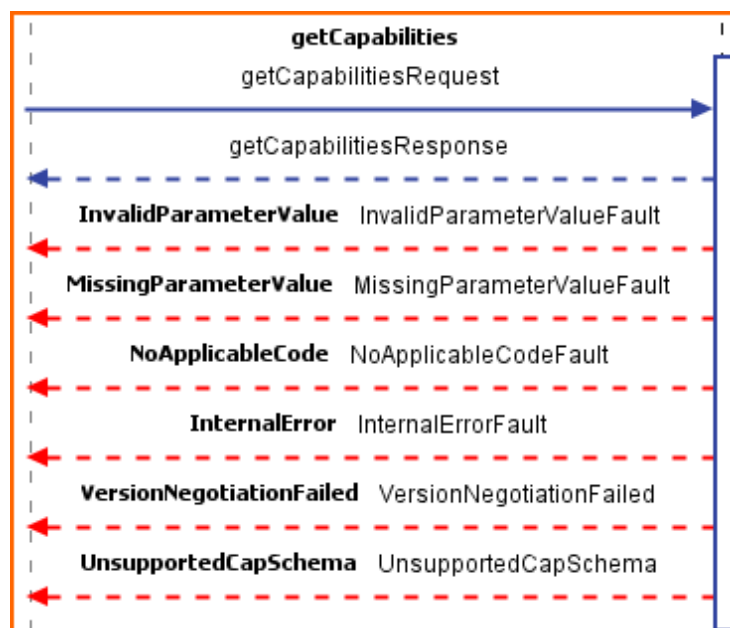 getCapabilities
getCapabilitiesRequest
getCapabilitiesResponse
InvalidParameterValue InvalidParameterValueFault
MissingParameterValue MissingParameterValueFault
NoApplicableCode NoApplicableCodeFault
InternalError InternalErrorFault
VersionNegotiationFailed VersionNegotiationFailed
UnsupportedCapSchema UnsupportedCapSchema